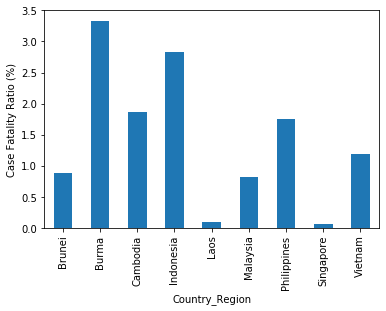 3.5
3.0
2.5
2.0
1.5
1.0
0.5
0.0
Case Fatality Ratio (%)
Brunei
Burma
Cambodia
Indonesia
Laos
Malaysia
Philippines
Singapore
Vietnam
Country_Region